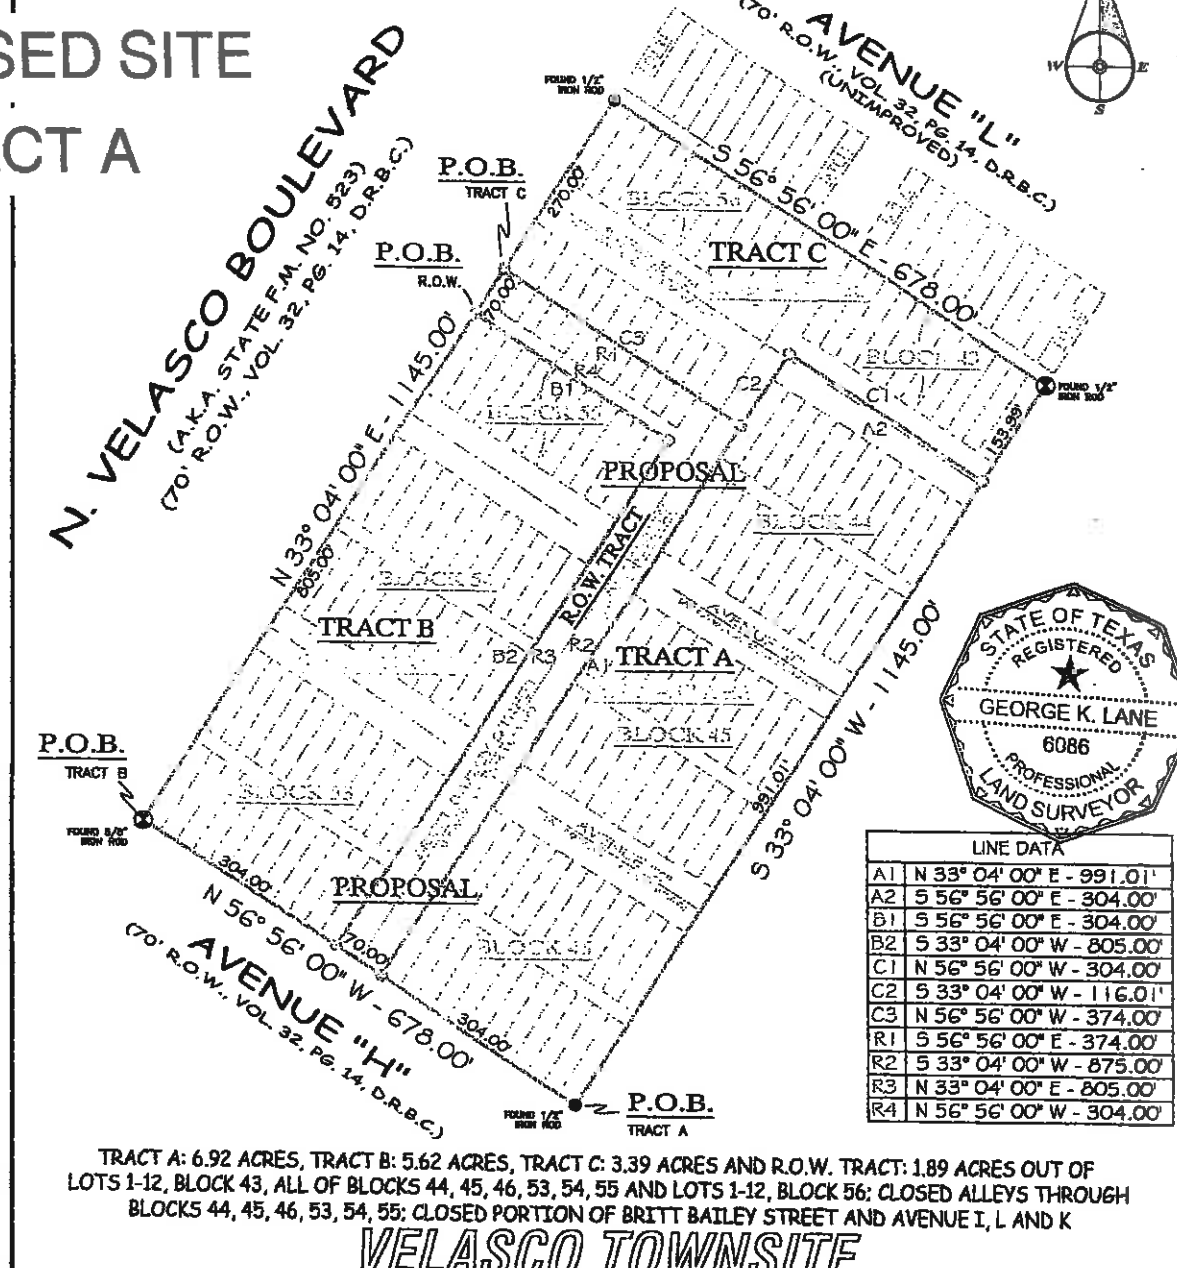 SED SITE
CT A
N. VELASCO BOULEVARD
(A.K.A. STATE F.M. NO. 523)
(70' R.O.W., VOL. 32, PG. 14, D.R.B.C.)
AVENUE "L"
(70' R.O.W., VOL. 32, PG. 14, D.R.B.C.)
(UNIMPROVED)
W E
S
FOUND 1/2"
IRON ROD
P.O.B.
TRACT C
P.O.B.
R.O.W.
270.00'
70.00'
S 56° 56' 00" E - 678.00'
TRACT C
N 33° 04' 00" E - 1145.00'
805.00'
C3
R1
R4
B1
C2
C1
A2
FOUND 1/2"
IRON ROD
153.99'
PROPOSAL
BLOCK 44
R.O.W. TRACT
TRACT B
B2
R3
R2
A1
TRACT A
AVENUE
BLOCK 45
991.01'
S 33° 04' 00" W - 1145.00'
P.O.B.
TRACT B
FOUND 5/8"
IRON ROD
AVENUE
PROPOSAL
304.00'
70.00'
304.00'
N 56° 56' 00" W - 678.00'
AVENUE "H"
(70' R.O.W., VOL. 32, PG. 14, D.R.B.C.)
FOUND 1/2"
IRON ROD
P.O.B.
TRACT A
STATE OF TEXAS
REGISTERED
GEORGE K. LANE
6086
PROFESSIONAL
LAND SURVEYOR
LINE DATA
A1 N 33° 04' 00" E - 991.01'
A2 S 56° 56' 00" E - 304.00'
B1 S 56° 56' 00" E - 304.00'
B2 S 33° 04' 00" W - 805.00'
C1 N 56° 56' 00" W - 304.00'
C2 S 33° 04' 00" W - 116.01'
C3 N 56° 56' 00" W - 374.00'
R1 S 56° 56' 00" E - 374.00'
R2 S 33° 04' 00" W - 875.00'
R3 N 33° 04' 00" E - 805.00'
R4 N 56° 56' 00" W - 304.00'
TRACT A: 6.92 ACRES, TRACT B: 5.62 ACRES, TRACT C: 3.39 ACRES AND R.O.W. TRACT: 1.89 ACRES OUT OF
LOTS 1-12, BLOCK 43, ALL OF BLOCKS 44, 45, 46, 53, 54, 55 AND LOTS 1-12, BLOCK 56; CLOSED ALLEYS THROUGH
BLOCKS 44, 45, 46, 53, 54, 55; CLOSED PORTION OF BRITT BAILEY STREET AND AVENUE I, L AND K
VELASCO TOWNSITE